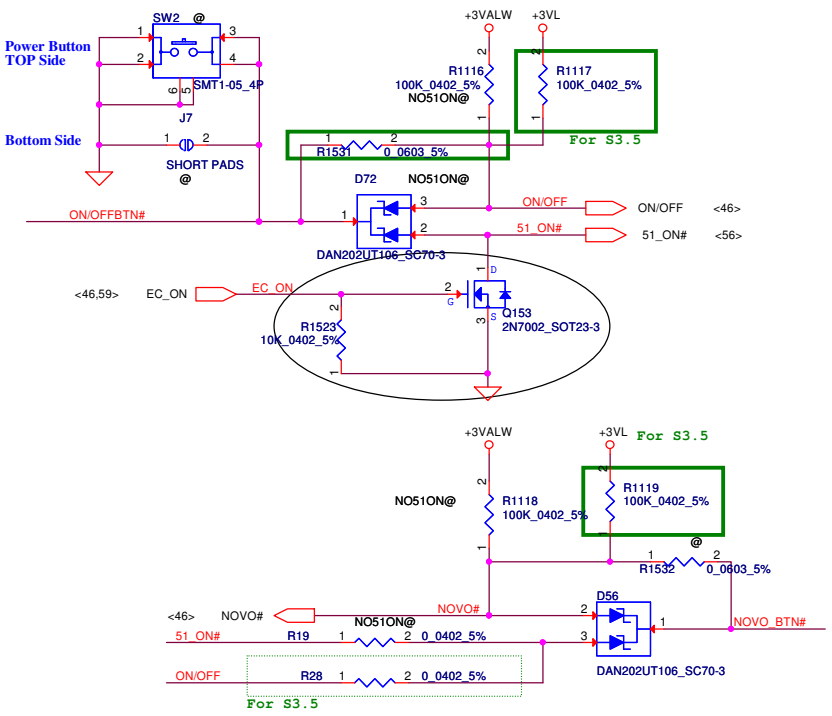 SW2 @
+3VALW +3VL
1 3
Power Button
TOP Side
2 4
2 2
R1116
100K_0402_5%
NO51ON@
R1117
100K_0402_5%
SMT1-05_4P
6 5
1 1
J7
For S3.5
Bottom Side
1 2
1 2
R1531 0_0603_5%
SHORT PADS
@
D72 NO51ON@
3
ON/OFF
ON/OFF <46>
ON/OFFBTN#
1
2
51_ON#
51_ON# <56>
DAN202UT106_SC70-3
1 D
<46,59> EC_ON
EC_ON
2
G
2
Q153
2N7002_SOT23-3
S
3
R1523
10K_0402_5%
1
+3VALW
+3VL For S3.5
2 2
NO51ON@
R1118
100K_0402_5%
R1119
100K_0402_5%
1 1
@
1 2
R1532 0_0603_5%
D56
<46> NOVO#
NOVO#
2
NO51ON@
1
NOVO_BTN#
51_ON#
R19 1 2 0_0402_5%
3
DAN202UT106_SC70-3
ON/OFF
R28 1 2 0_0402_5%
For S3.5